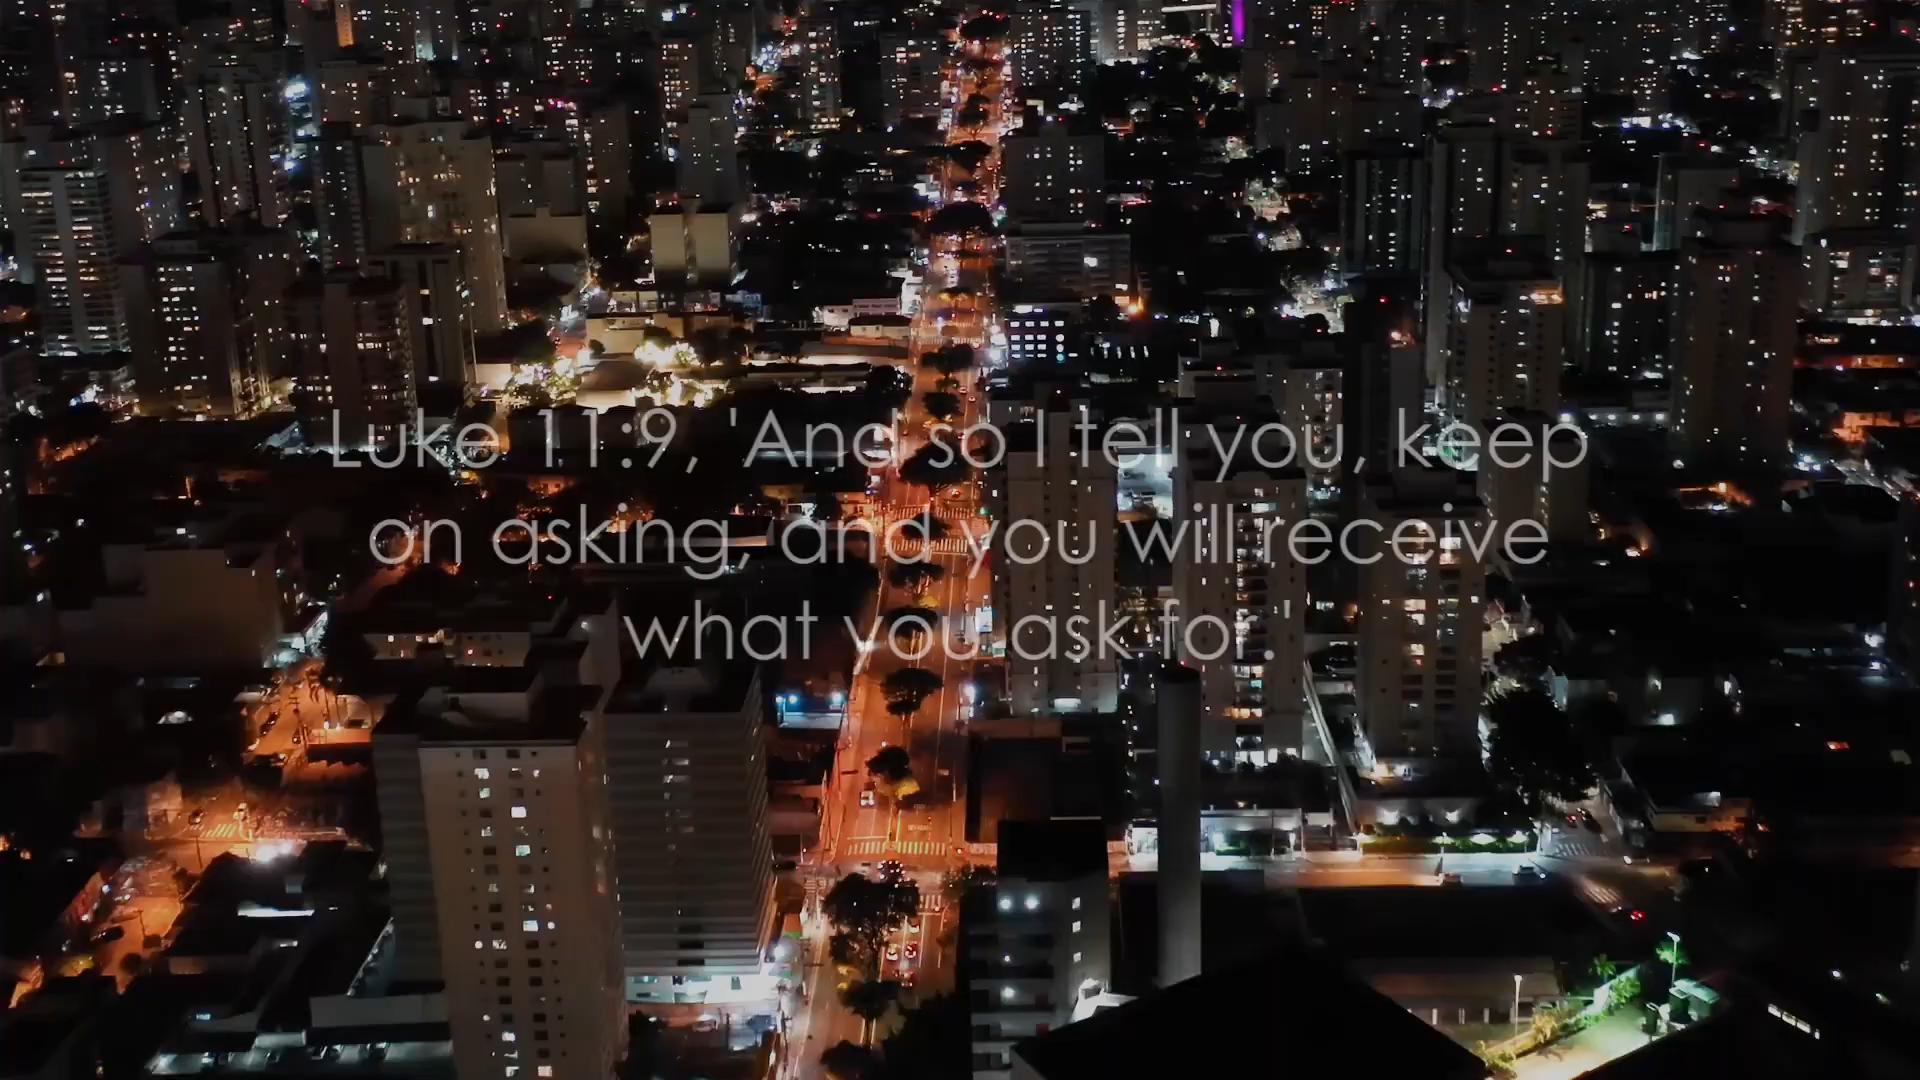 Luke 11:9, 'And so I tell you, keep
on asking, and you will receive
what you ask for.'